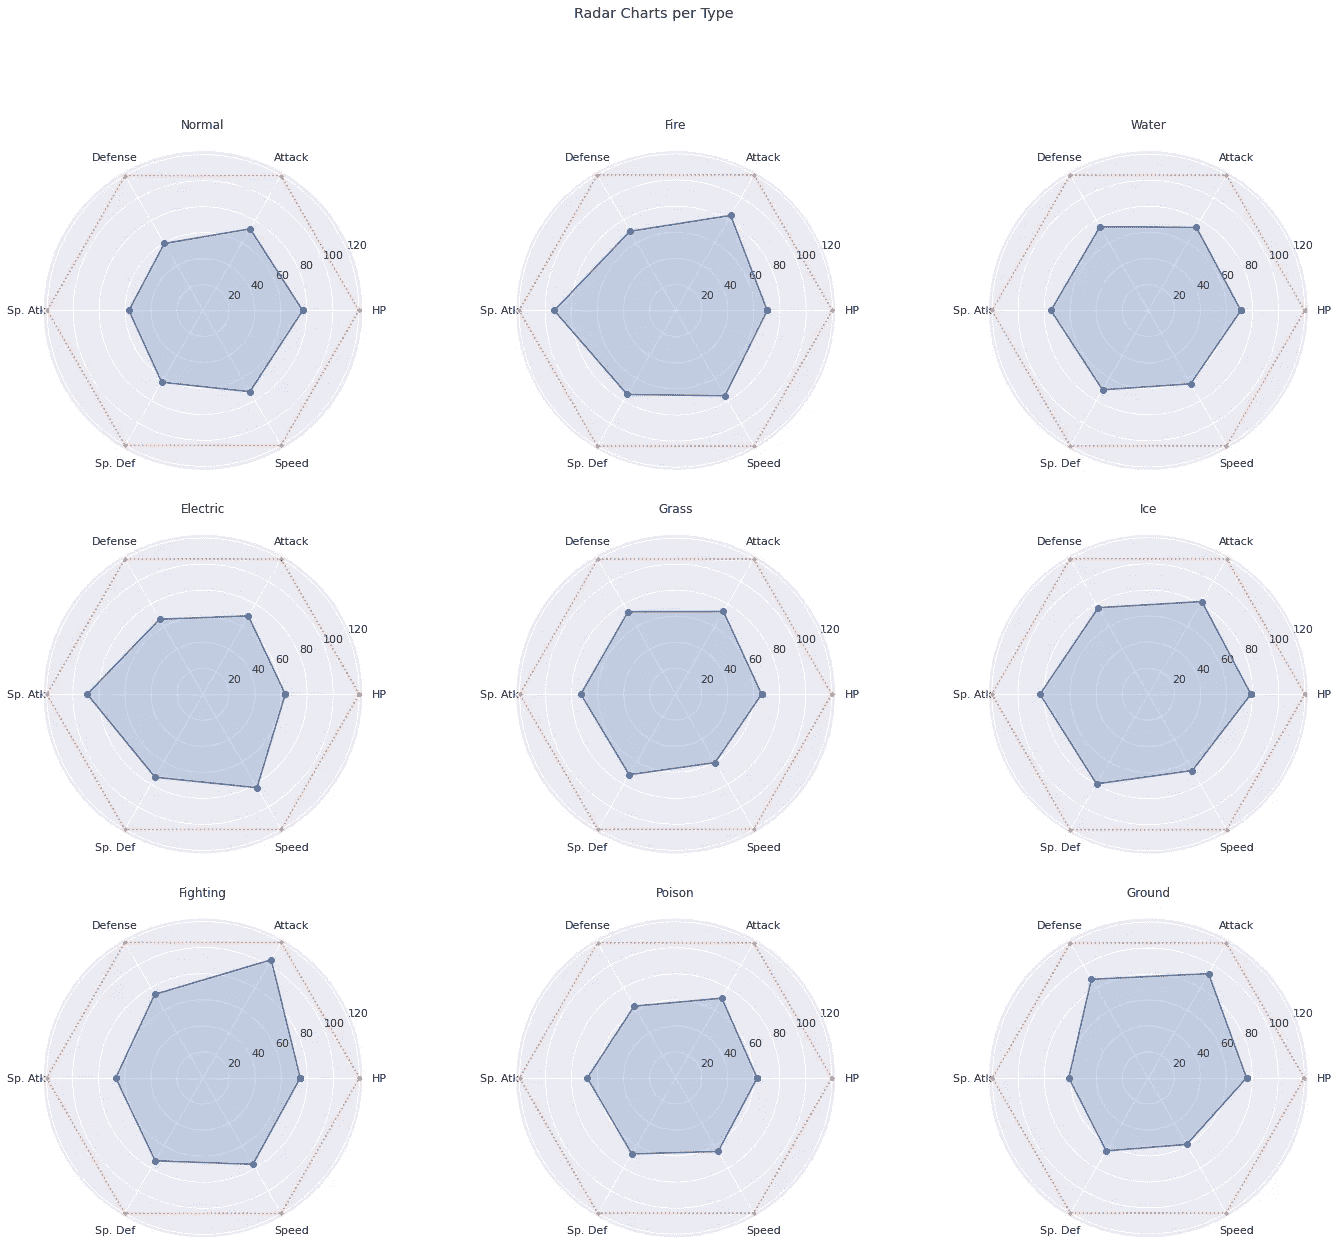 Radar Charts per Type
Normal
Defense
Attack
120
100
80
60
40
20
Sp. Atk
HP
Sp. Def
Speed
Fire
Defense
Attack
120
100
80
60
40
20
Sp. Atk
HP
Sp. Def
Speed
Water
Defense
Attack
120
100
80
60
40
20
Sp. Atk
HP
Sp. Def
Speed
Electric
Defense
Attack
120
100
80
60
40
20
Sp. Atk
HP
Sp. Def
Speed
Grass
Defense
Attack
120
100
80
60
40
20
Sp. Atk
HP
Sp. Def
Speed
Ice
Defense
Attack
120
100
80
60
40
20
Sp. Atk
HP
Sp. Def
Speed
Fighting
Defense
Attack
120
100
80
60
40
20
Sp. Atk
HP
Sp. Def
Speed
Poison
Defense
Attack
120
100
80
60
40
20
Sp. Atk
HP
Sp. Def
Speed
Ground
Defense
Attack
120
100
80
60
40
20
Sp. Atk
HP
Sp. Def
Speed